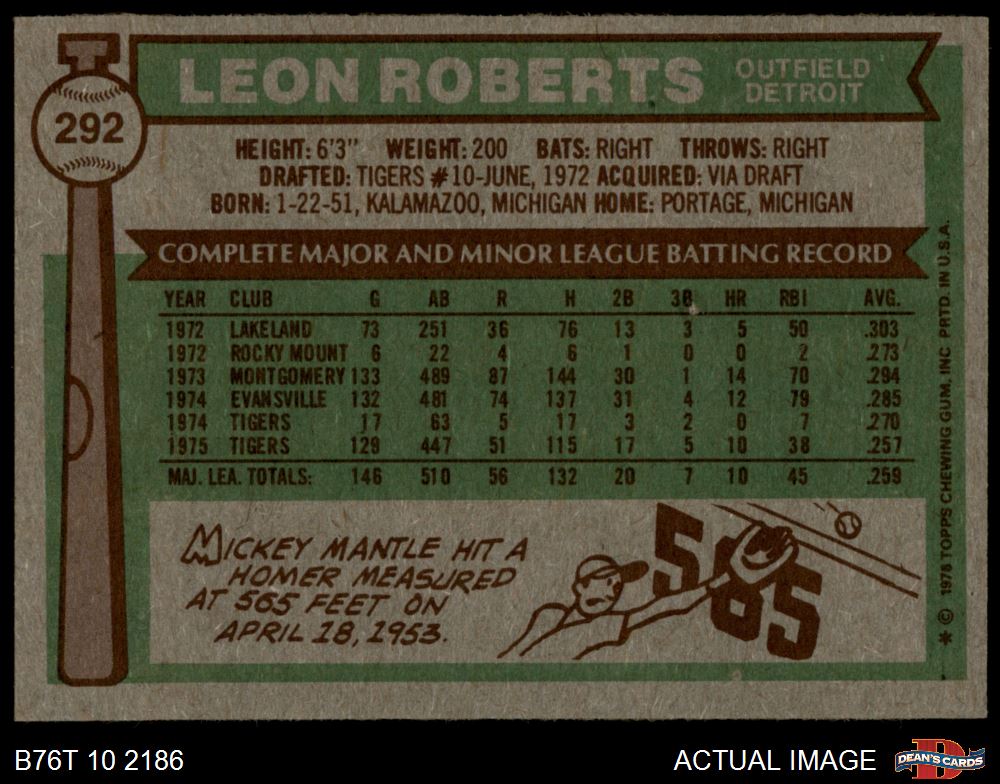 292
LEON ROBERTS
OUTFIELD
DETROIT
HEIGHT: 6'3" WEIGHT: 200 BATS: RIGHT THROWS: RIGHT
DRAFTED: TIGERS #10-JUNE, 1972 ACQUIRED: VIA DRAFT
BORN: 1-22-51, KALAMAZOO, MICHIGAN HOME: PORTAGE, MICHIGAN
COMPLETE MAJOR AND MINOR LEAGUE BATTING RECORD
YEAR CLUB G AB R H 2B 3B HR RBI AVG.
1972 LAKELAND 73 251 36 76 13 3 5 50 .303
1972 ROCKY MOUNT 6 22 4 6 1 0 0 2 .273
1973 MONTGOMERY 133 489 87 144 30 1 14 70 .294
1974 EVANSVILLE 132 481 74 137 31 4 12 79 .285
1974 TIGERS 17 63 5 17 3 2 0 7 .270
1975 TIGERS 129 447 51 115 17 5 10 38 .257
MAJ. LEA. TOTALS: 146 510 56 132 20 7 10 45 .259
MICKEY MANTLE HIT A
HOMER MEASURED
AT 565 FEET ON
APRIL 18, 1953.
565
* © 1976 TOPPS CHEWING GUM, INC PRTD. IN U.S.A.
B76T 10 2186
ACTUAL IMAGE
D
DEAN'S CARDS